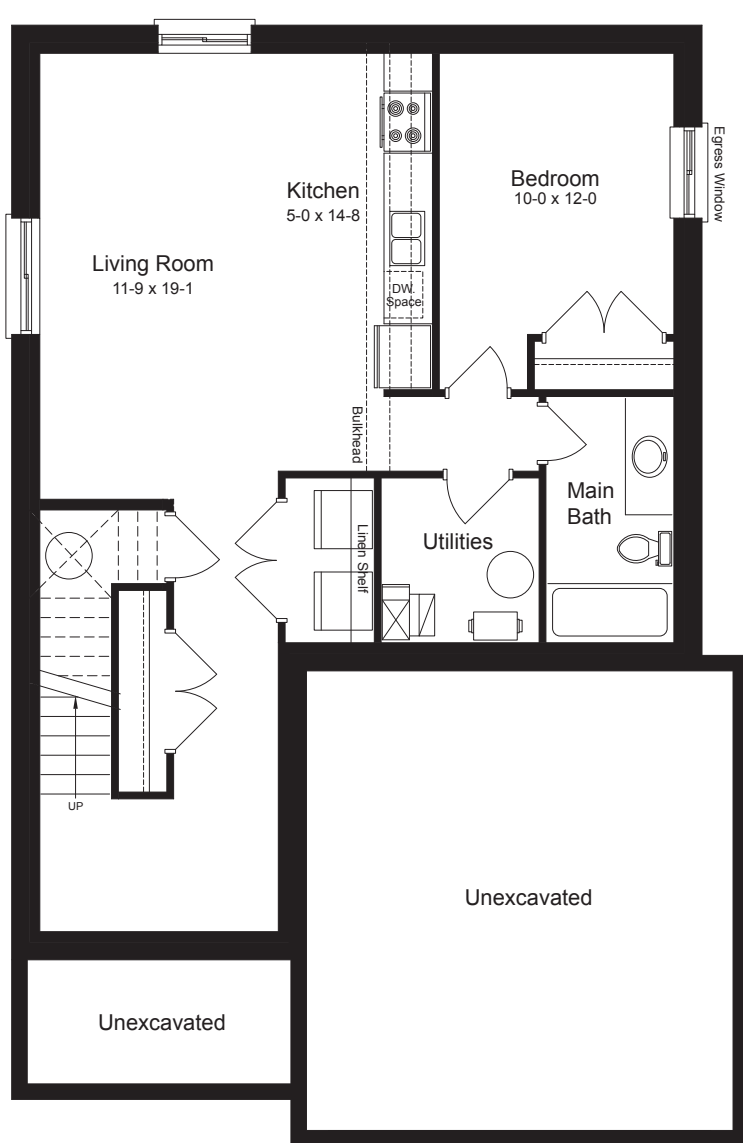 Egress Window
Bedroom
10-0 x 12-0
Kitchen
5-0 x 14-8
Living Room
11-9 x 19-1
DW.
Space
Bulkhead
Main
Bath
Linen Shelf
Utilities
UP
Unexcavated
Unexcavated